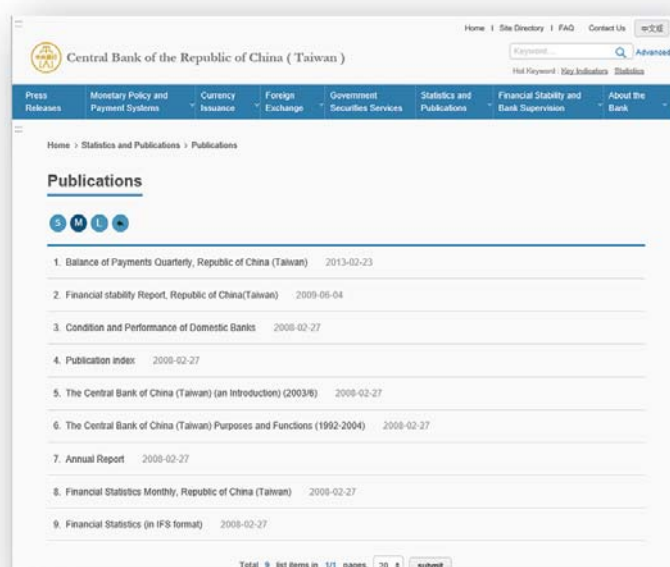 :::
Home | Site Directory | FAQ Contact Us 中文版
Central Bank of the Republic of China ( Taiwan )
Keyword... Advanced
Hot Keyword : Key Indicators Statistics
Press Releases
Monetary Policy and Payment Systems
Currency Issuance
Foreign Exchange
Government Securities Services
Statistics and Publications
Financial Stability and Bank Supervision
About the Bank
:::
Home > Statistics and Publications > Publications
Publications
S M L
1. Balance of Payments Quarterly, Republic of China (Taiwan) 2013-02-23
2. Financial stability Report, Republic of China(Taiwan) 2009-06-04
3. Condition and Performance of Domestic Banks 2008-02-27
4. Publication index 2008-02-27
5. The Central Bank of China (Taiwan) (an Introduction) (2003/6) 2008-02-27
6. The Central Bank of China (Taiwan) Purposes and Functions (1992-2004) 2008-02-27
7. Annual Report 2008-02-27
8. Financial Statistics Monthly, Republic of China (Taiwan) 2008-02-27
9. Financial Statistics (in IFS format) 2008-02-27
Total 9 list items in 1/1 pages 20 submit